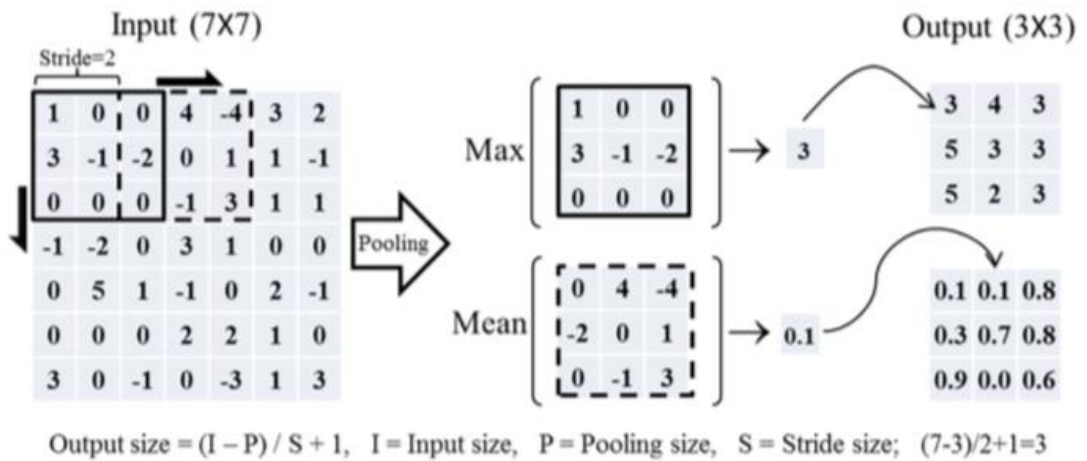 Input (7X7)
Output (3X3)
Stride=2
1 0 0 4 -4 3 2
3 -1 -2 0 1 1 -1
0 0 0 -1 3 1 1
-1 -2 0 3 1 0 0
0 5 1 -1 0 2 -1
0 0 0 2 2 1 0
3 0 -1 0 -3 1 3
Pooling
Max
1 0 0
3 -1 -2
0 0 0
3
3 4 3
5 3 3
5 2 3
Mean
0 4 -4
-2 0 1
0 -1 3
0.1
0.1 0.1 0.8
0.3 0.7 0.8
0.9 0.0 0.6
Output size = (I – P) / S + 1, I = Input size, P = Pooling size, S = Stride size; (7-3)/2+1=3